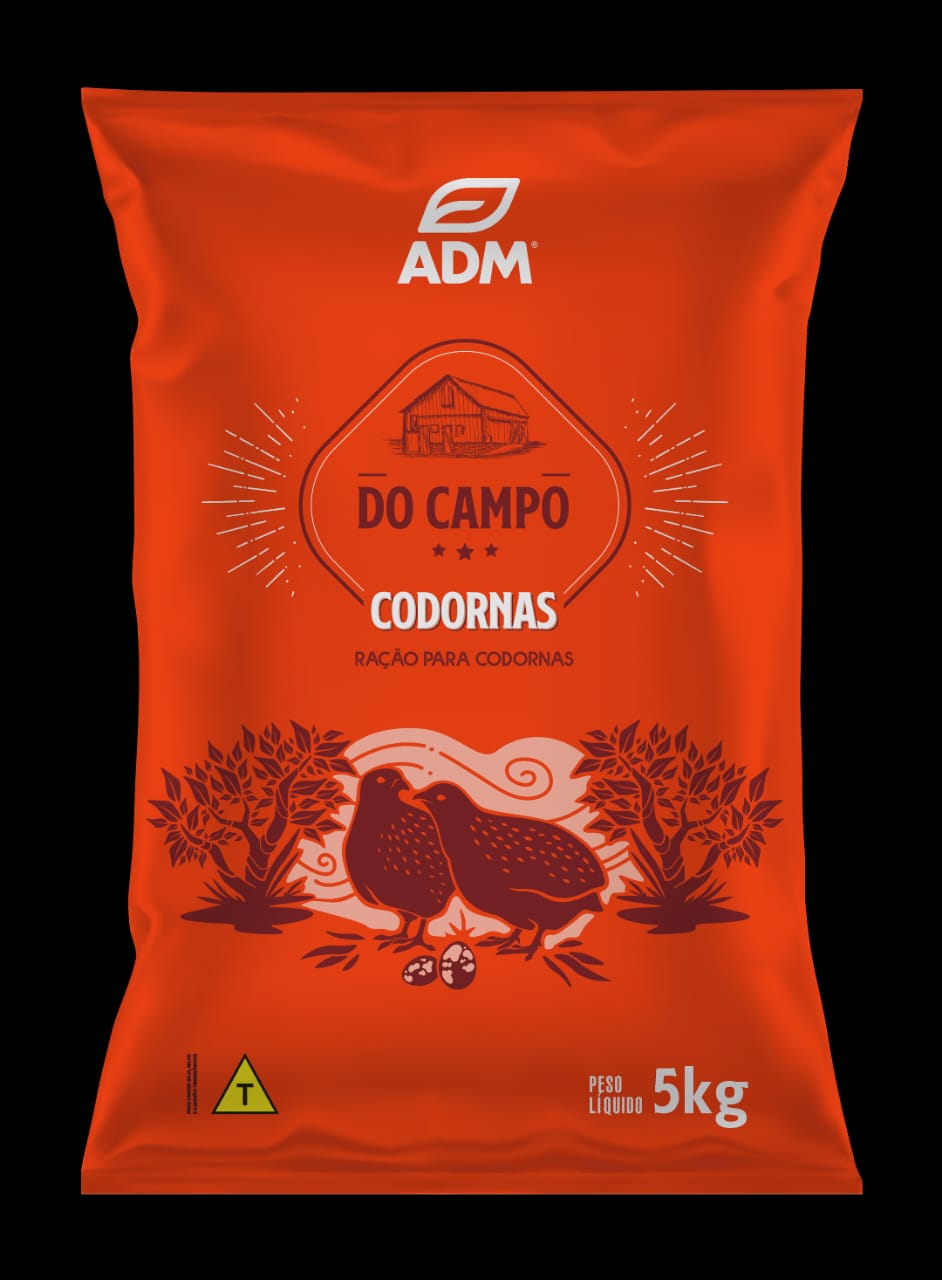 ADM®
DO CAMPO
CODORNAS
RAÇÃO PARA CODORNAS
T
PESO
LÍQUIDO
5kg